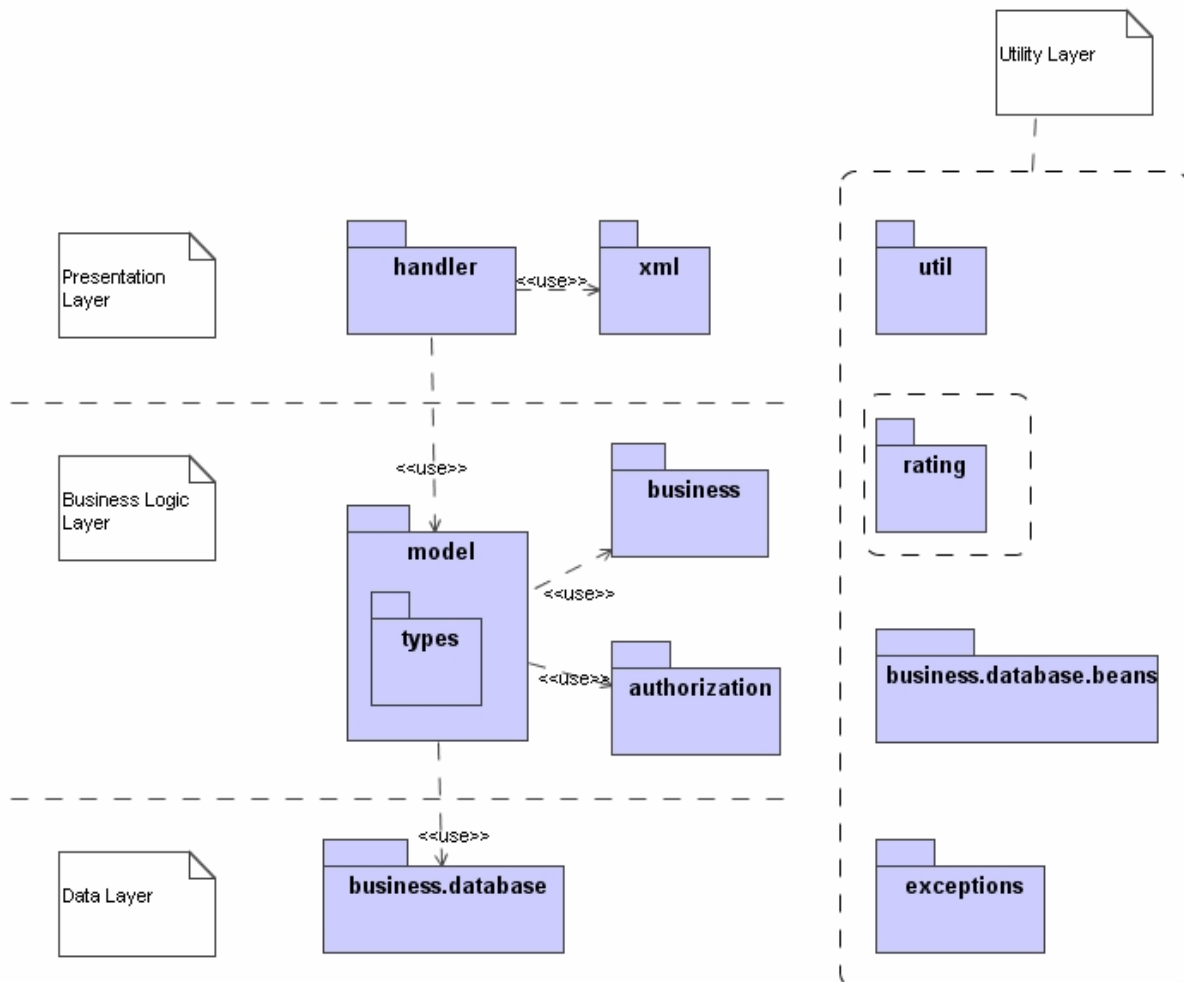 Utility Layer
Presentation
Layer
handler
<<use>>
xml
util
<<use>>
Business Logic
Layer
business
rating
model
<<use>>
types
<<use>>
authorization
business.database.beans
<<use>>
Data Layer
business.database
exceptions